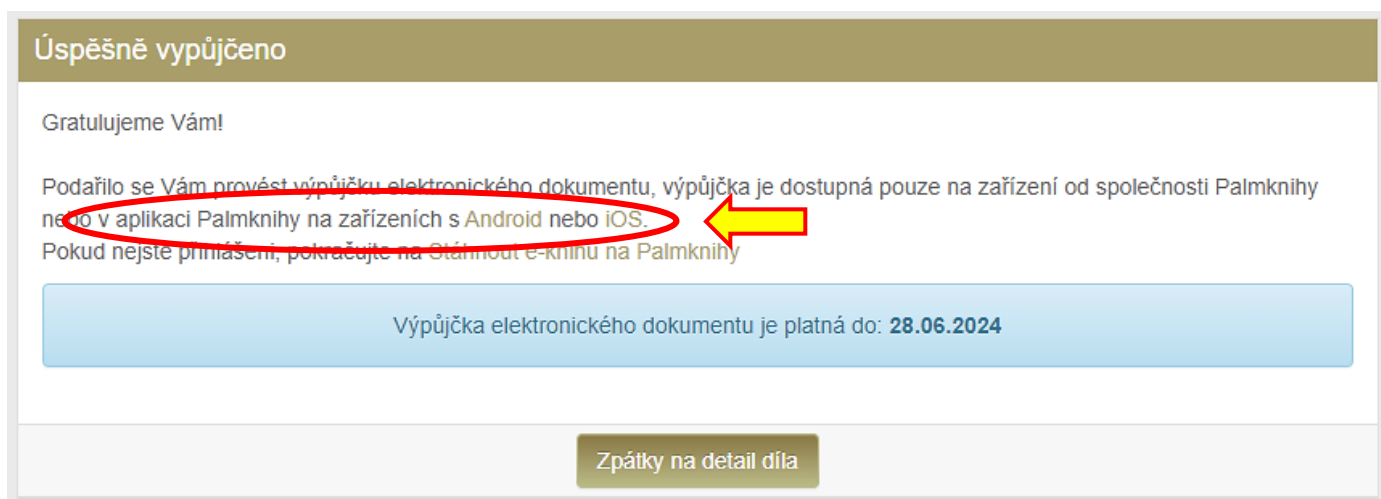 Úspěšně vypůjčeno
Gratulujeme Vám!
Podařilo se Vám provést výpůjčku elektronického dokumentu, výpůjčka je dostupná pouze na zařízení od společnosti Palmknihy
nebo v aplikaci Palmknihy na zařízeních s Android nebo iOS.
Pokud nejste přihlášeni, pokračujte na Stáhnout e-knihu na Palmknihy
Výpůjčka elektronického dokumentu je platná do: 28.06.2024
Zpátky na detail díla